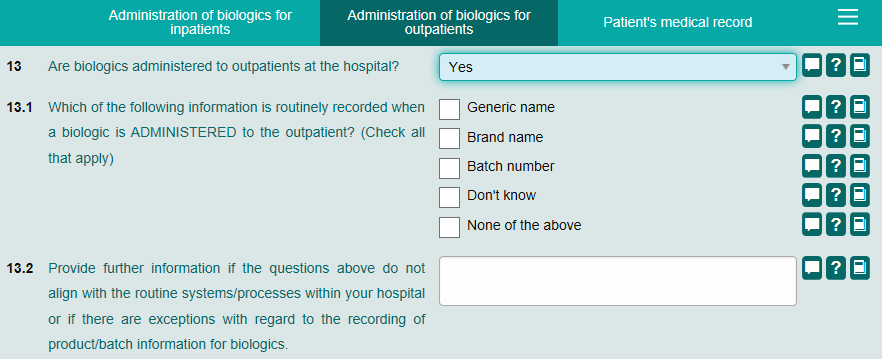 Administration of biologics for
inpatients
Administration of biologics for
outpatients
Patient's medical record
13 Are biologics administered to outpatients at the hospital? Yes
13.1 Which of the following information is routinely recorded when
a biologic is ADMINISTERED to the outpatient? (Check all
that apply)
Generic name
Brand name
Batch number
Don't know
None of the above
13.2 Provide further information if the questions above do not
align with the routine systems/processes within your hospital
or if there are exceptions with regard to the recording of
product/batch information for biologics.
?
?
?
?
?
?
?